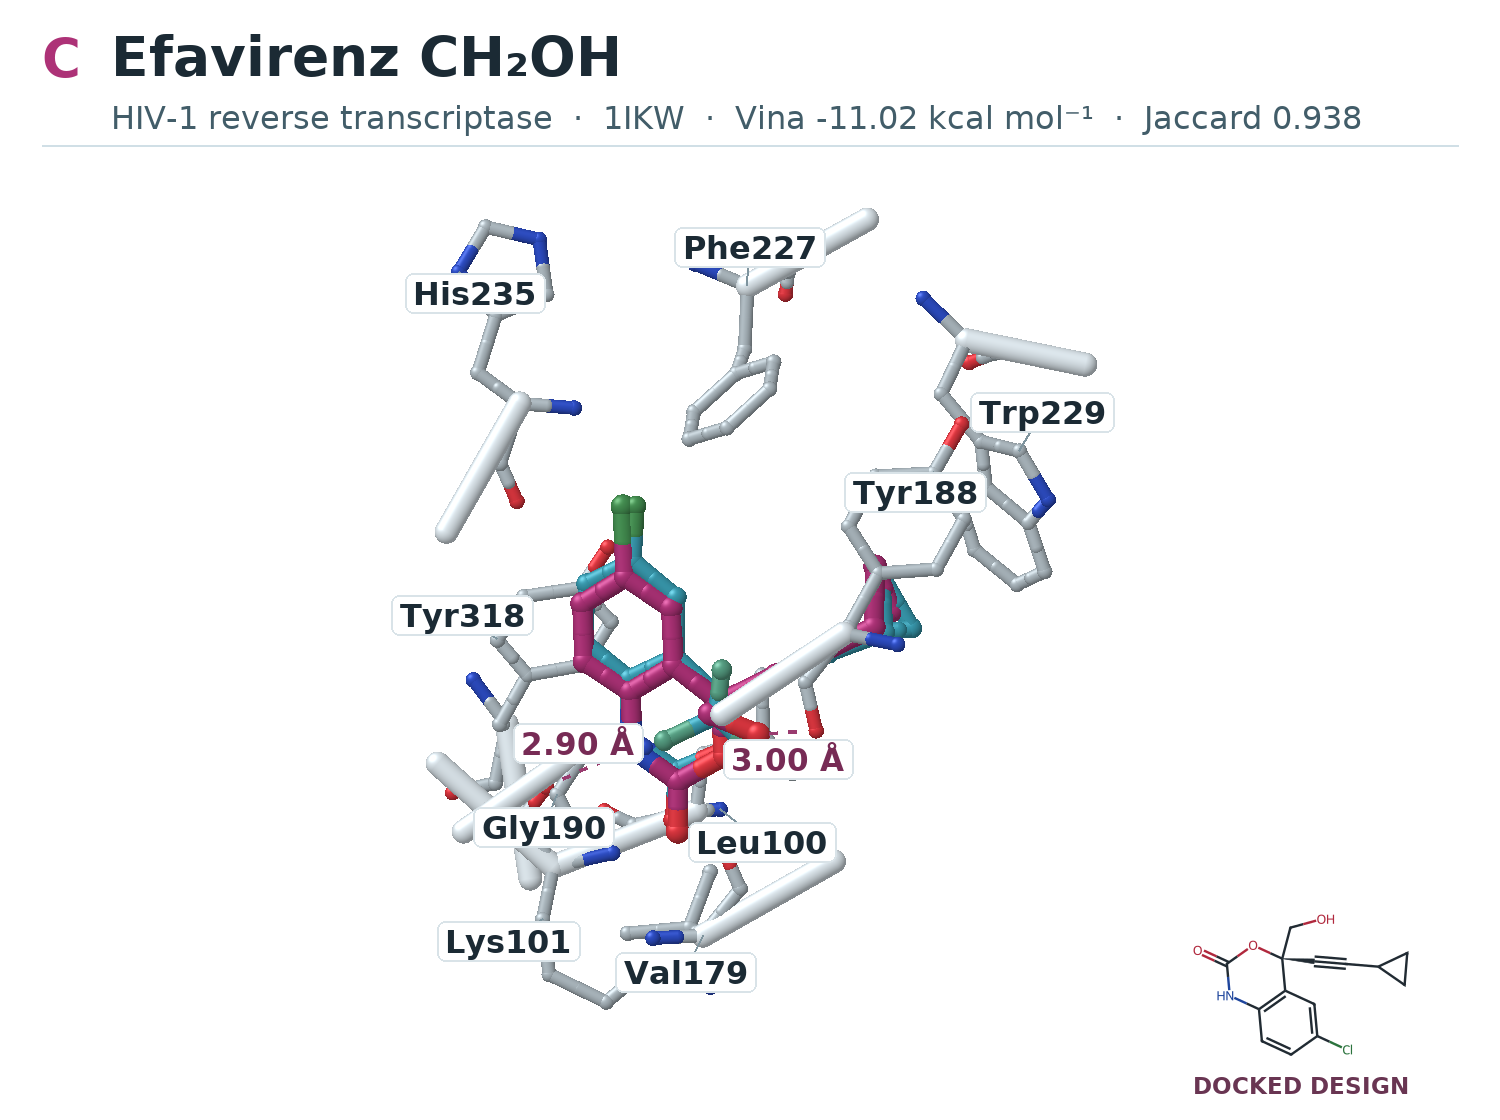 C Efavirenz CH₂OH
HIV-1 reverse transcriptase · 1IKW · Vina -11.02 kcal mol⁻¹ · Jaccard 0.938
Phe227
His235
Trp229
Tyr188
Tyr318
2.90 Å
3.00 Å
Gly190
Leu100
Lys101
Val179
OH
O
O
HN
Cl
DOCKED DESIGN